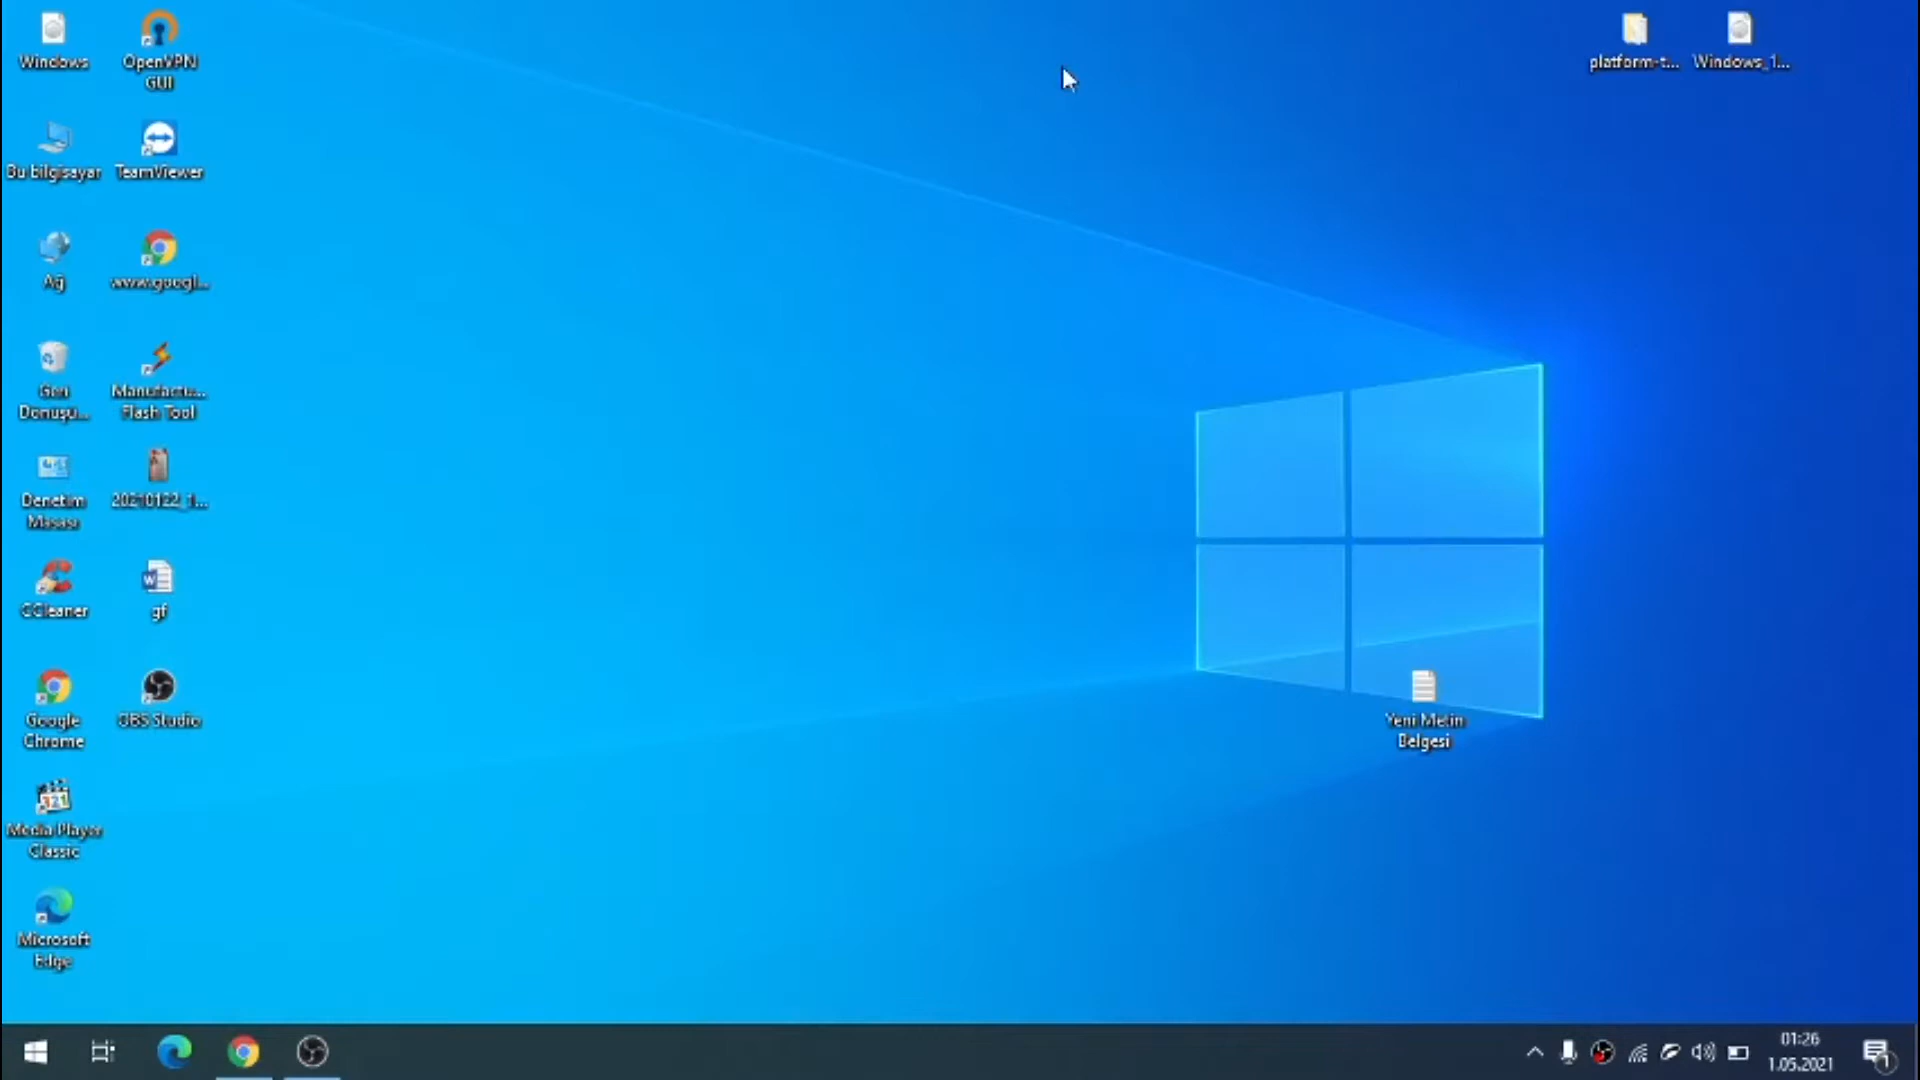 Windows
OpenVPN
GUI
platform-t...
Windows_1...
Bu bilgisayar
TeamViewer
Ağ
www.googl...
Geri
Dönüşü...
Manufactu...
Flash Tool
Denetim
Masası
20210122_1...
CCleaner
gf
Google
Chrome
OBS Studio
Yeni Metin
Belgesi
Media Player
Classic
Microsoft
Edge
01:26
1.05.2021
1